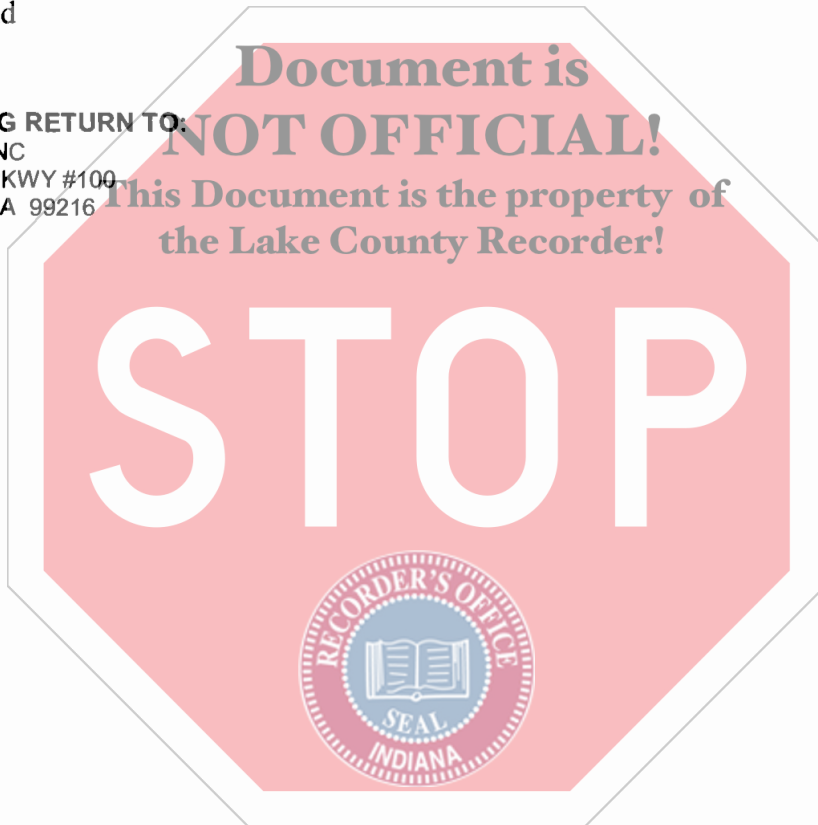 d
Document is
G RETURN TO:
NOT OFFICIAL!
NC
KWY #100
This Document is the property of
A 99216
the Lake County Recorder!
STOP
RECORDER'S OFFICE
SEAL
INDIANA